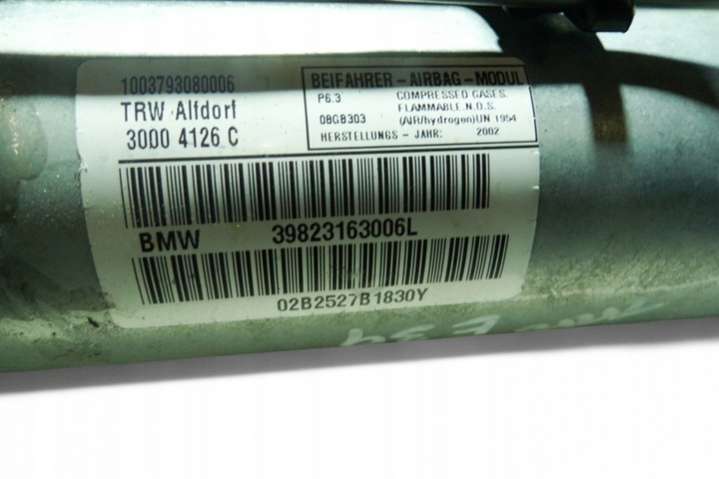 1003793080006
TRW Alfdorf
3000 4126 C
BEIFAHRER - AIRBAG - MODUL
P6.3 COMPRESSED GASES.
FLAMMABLE.N.O.S.
08GB303 (AIR/hydrogen)UN 1954
HERSTELLUNGS - JAHR: 2002
BMW 39823163006L
02B2527B1830Y